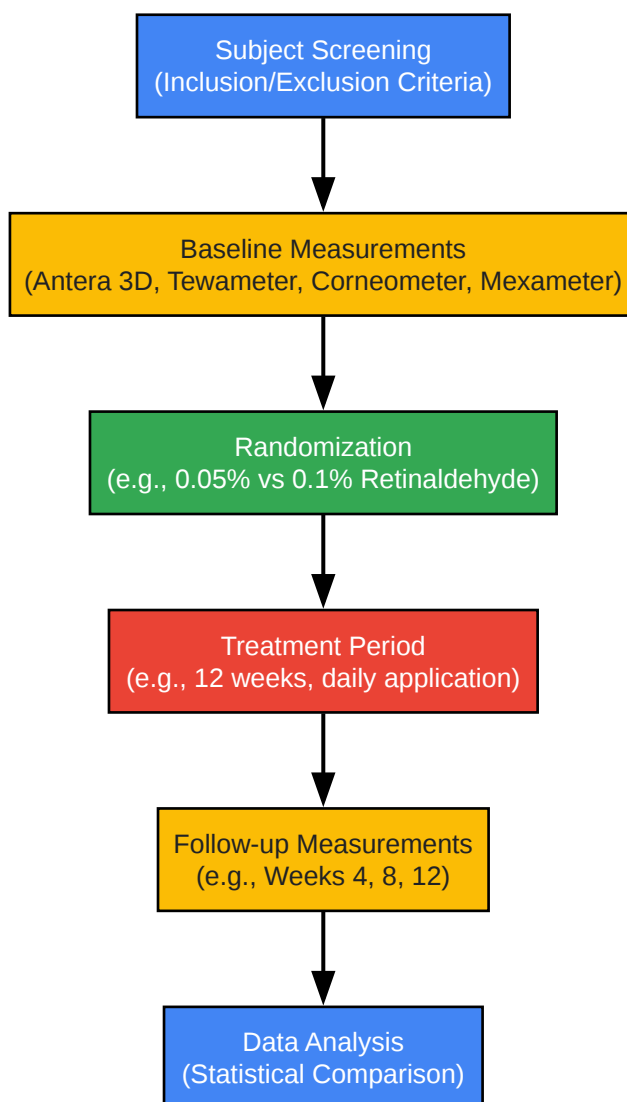 Subject Screening
(Inclusion/Exclusion Criteria)
Baseline Measurements
(Antera 3D, Tewameter, Corneometer, Mexameter)
Randomization
(e.g., 0.05% vs 0.1% Retinaldehyde)
Treatment Period
(e.g., 12 weeks, daily application)
Follow-up Measurements
(e.g., Weeks 4, 8, 12)
Data Analysis
(Statistical Comparison)